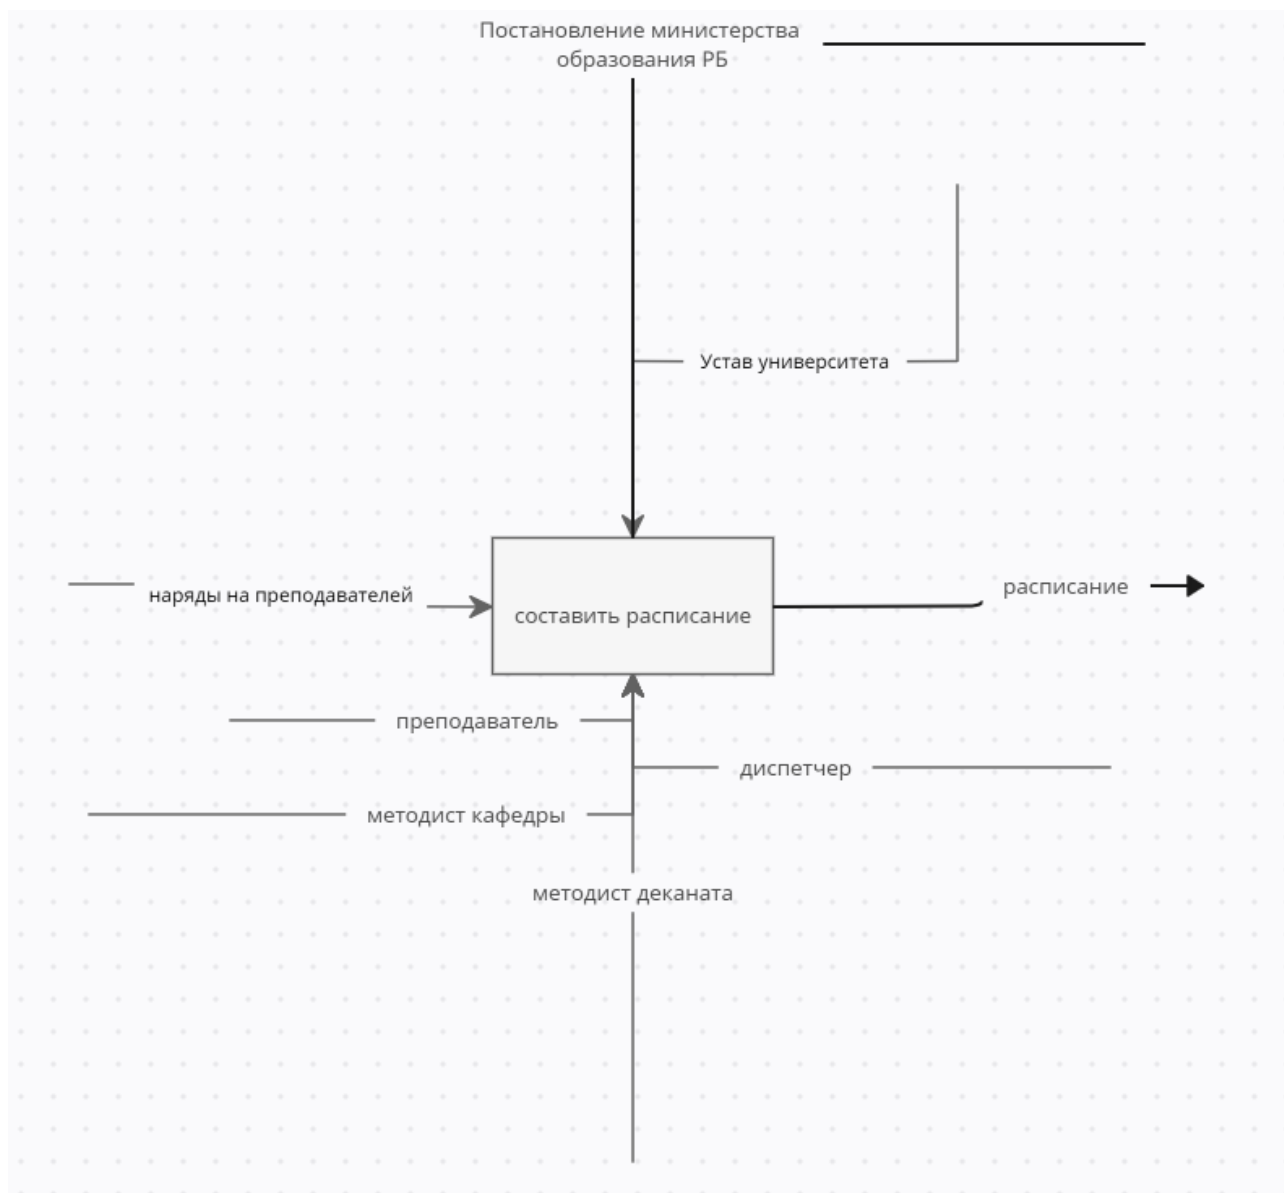 Постановление министерства
образования РБ
Устав университета
наряды на преподавателей
составить расписание
расписание
преподаватель
диспетчер
методист кафедры
методист деканата